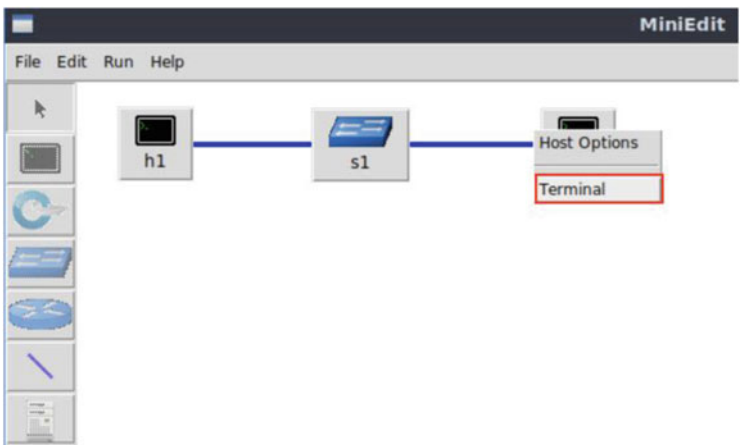 MiniEdit
File Edit Run Help
h1
s1
Host Options
Terminal